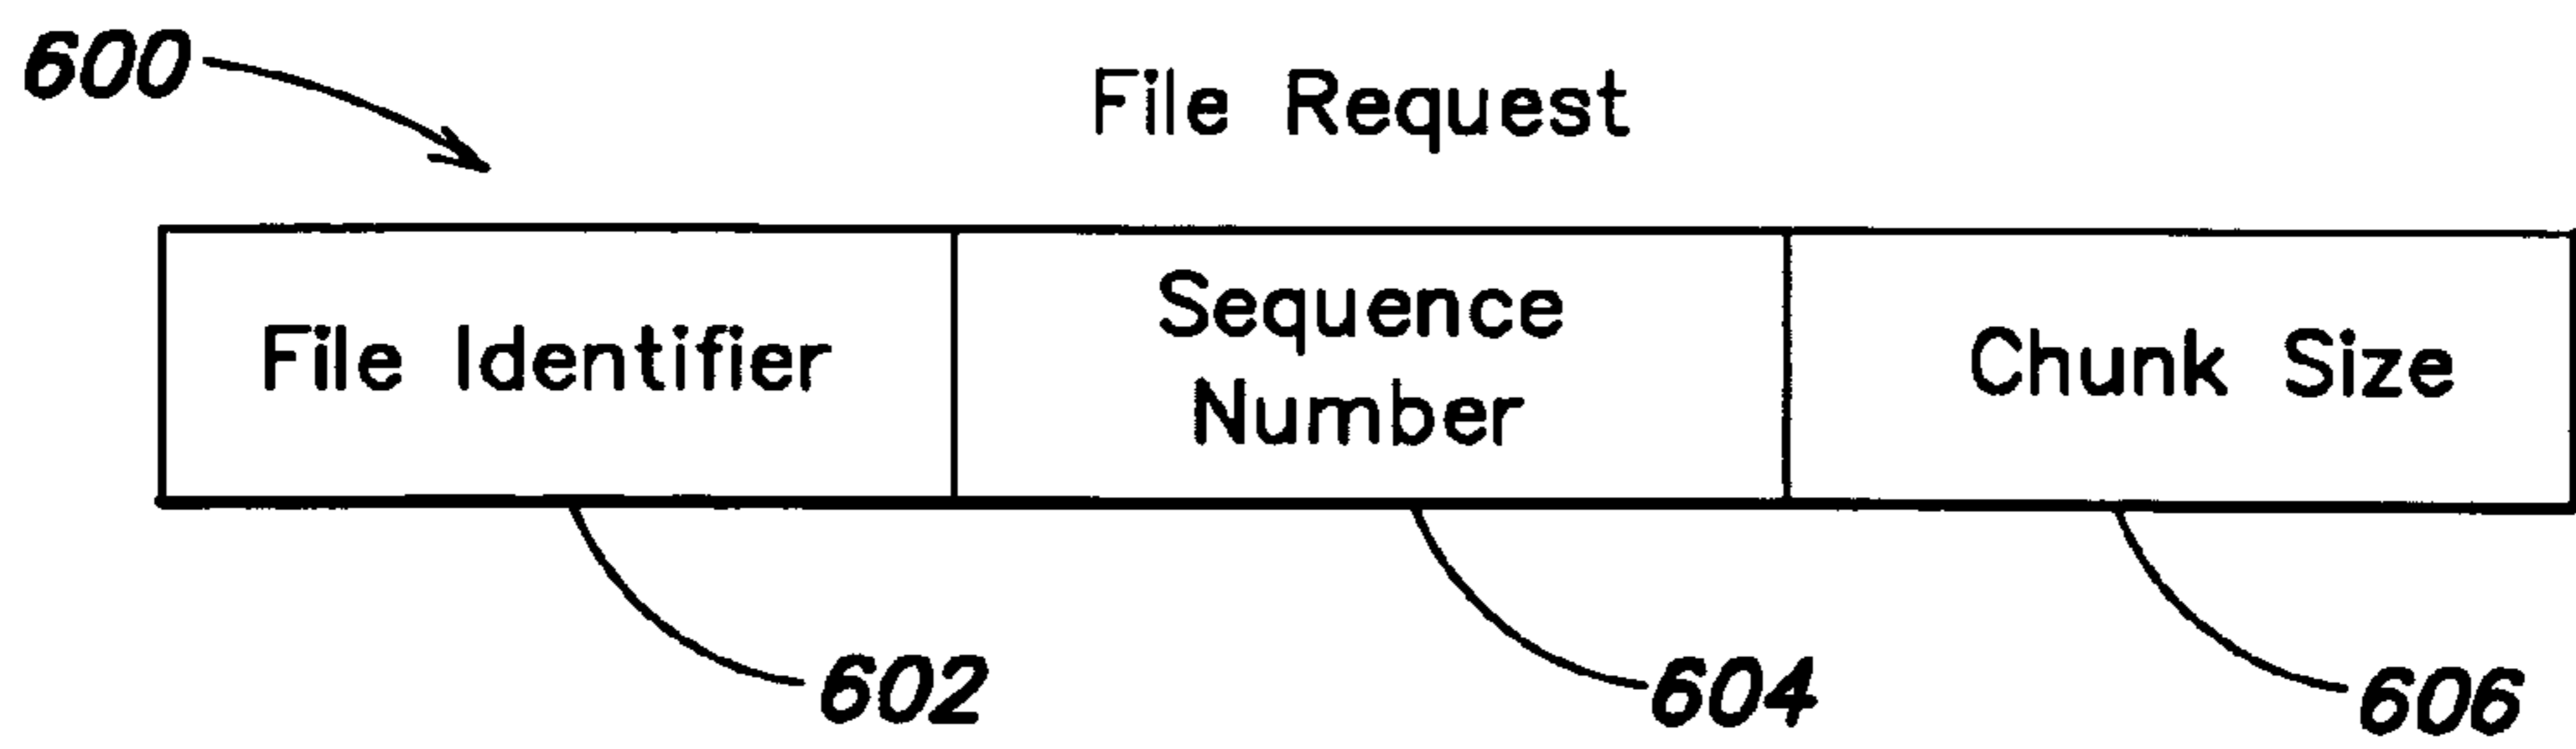 600
File Request
File Identifier
Sequence
Number
Chunk Size
602
604
606